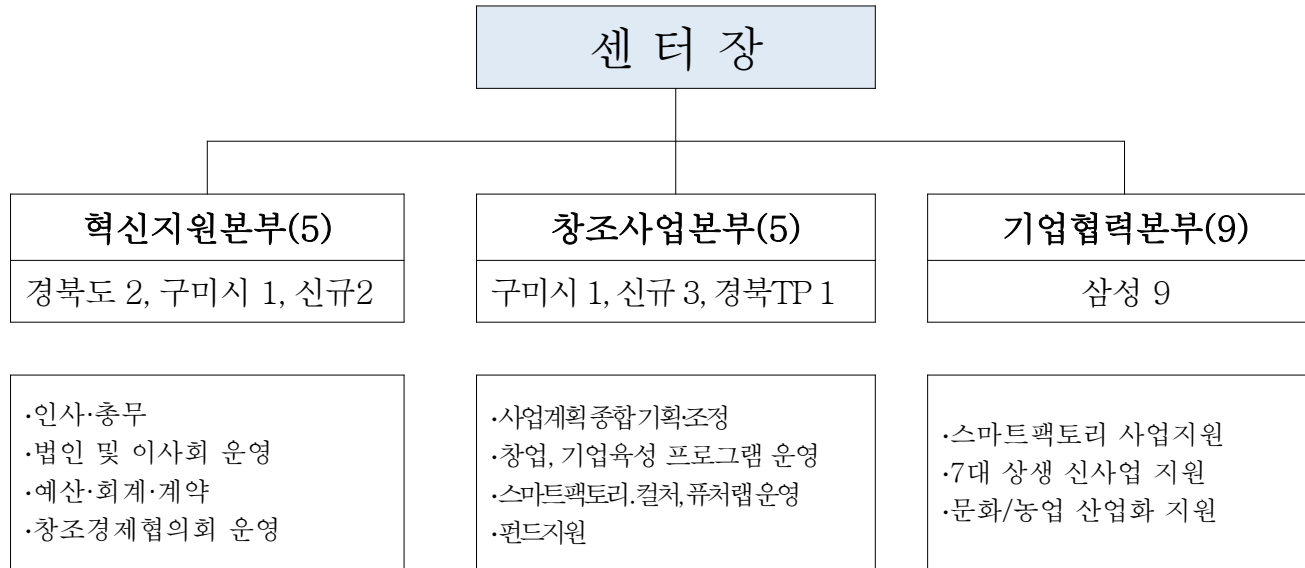 센 터 장
혁신지원본부(5)
경북도 2, 구미시 1, 신규2
·인사·총무
·법인 및 이사회 운영
·예산·회계·계약
·창조경제협의회 운영
창조사업본부(5)
구미시 1, 신규 3, 경북TP 1
·사업계획 종합 기획·조정
·창업, 기업육성 프로그램 운영
·스마트팩토리.컬처,퓨처랩 운영
·펀드지원
기업협력본부(9)
삼성 9
·스마트팩토리 사업지원
·7대 상생 신사업 지원
·문화/농업 산업화 지원